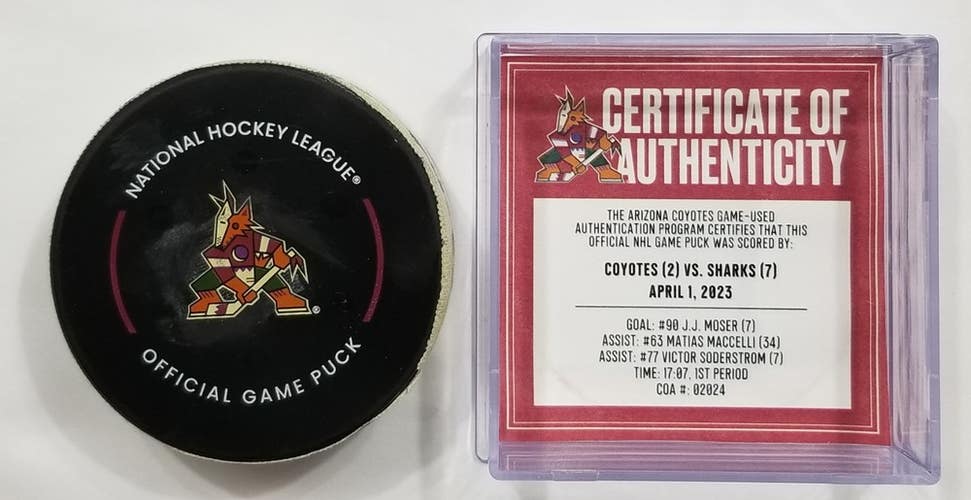 NATIONAL HOCKEY LEAGUE®
®
OFFICIAL GAME PUCK
CERTIFICATE OF
AUTHENTICITY
THE ARIZONA COYOTES GAME-USED
AUTHENTICATION PROGRAM CERTIFIES THAT THIS
OFFICIAL NHL GAME PUCK WAS SCORED BY:
COYOTES (2) VS. SHARKS (7)
APRIL 1, 2023
GOAL: #90 J.J. MOSER (7)
ASSIST: #63 MATIAS MACCELLI (34)
ASSIST: #77 VICTOR SODERSTROM (7)
TIME: 17:07, 1ST PERIOD
COA #: 02024